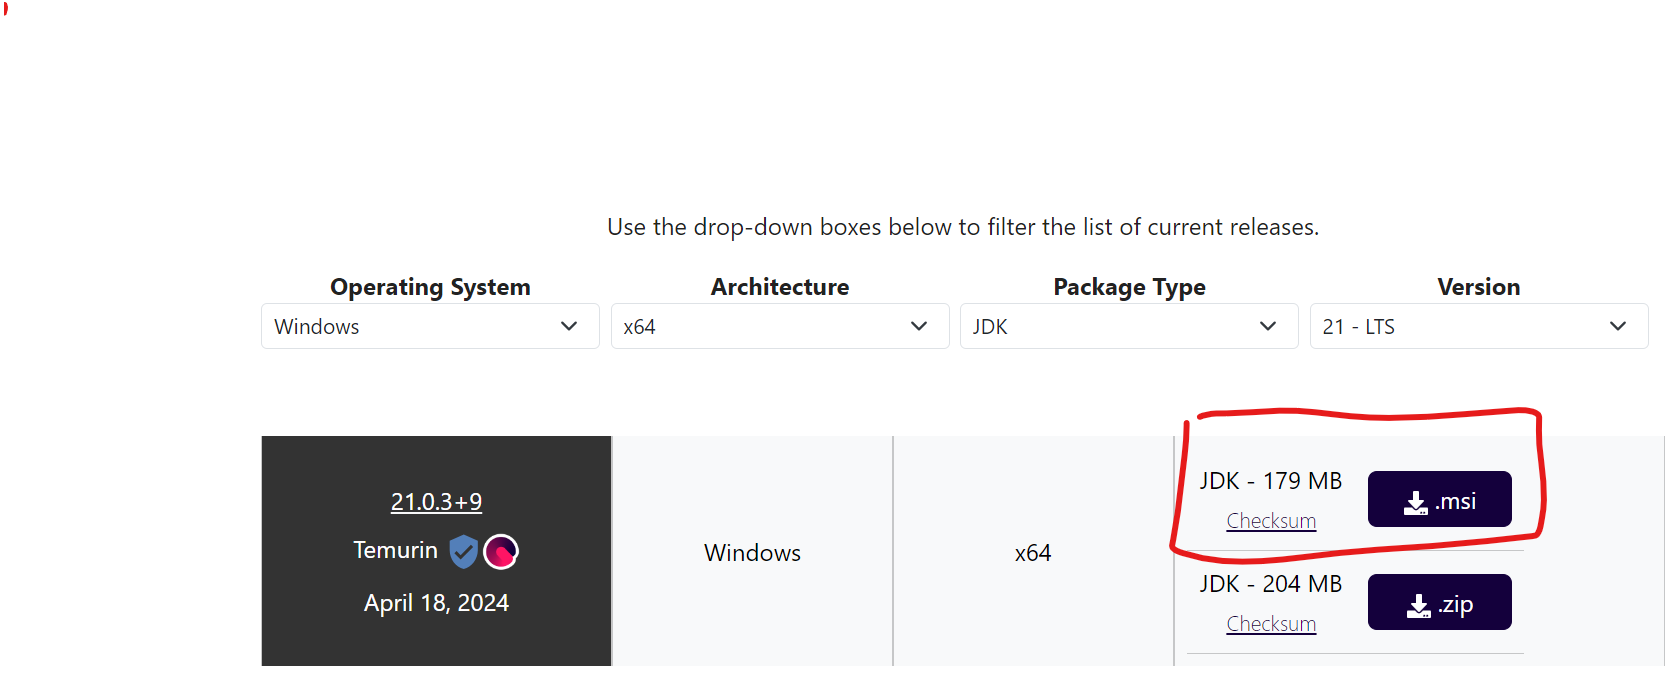 Use the drop-down boxes below to filter the list of current releases.
Operating System Architecture Package Type Version
Windows x64 JDK 21 - LTS
21.0.3+9
Temurin
April 18, 2024
Windows
x64
JDK - 179 MB
Checksum
.msi
JDK - 204 MB
Checksum
.zip